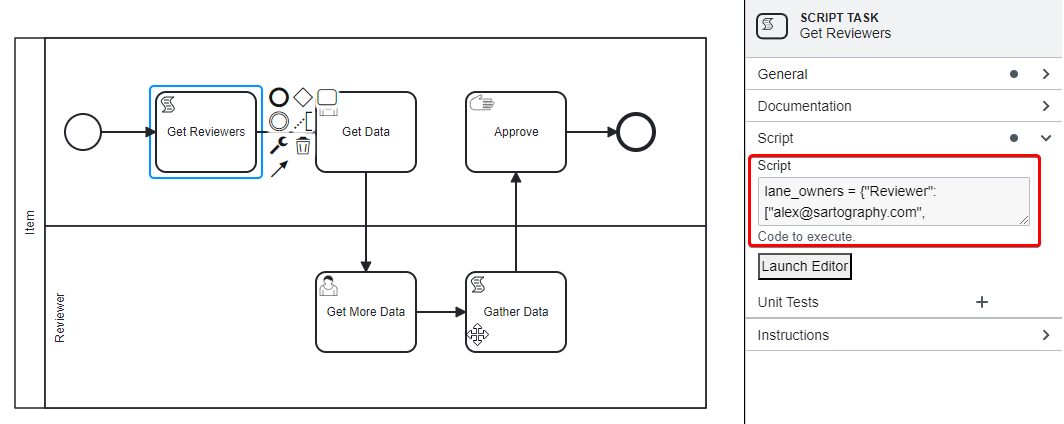 Item
Get Reviewers
Get Data
Approve
Reviewer
Get More Data
Gather Data
SCRIPT TASK
Get Reviewers
General
Documentation
Script
Script
lane_owners = {"Reviewer":
["alex@sartography.com",
Code to execute.
Launch Editor
Unit Tests
Instructions